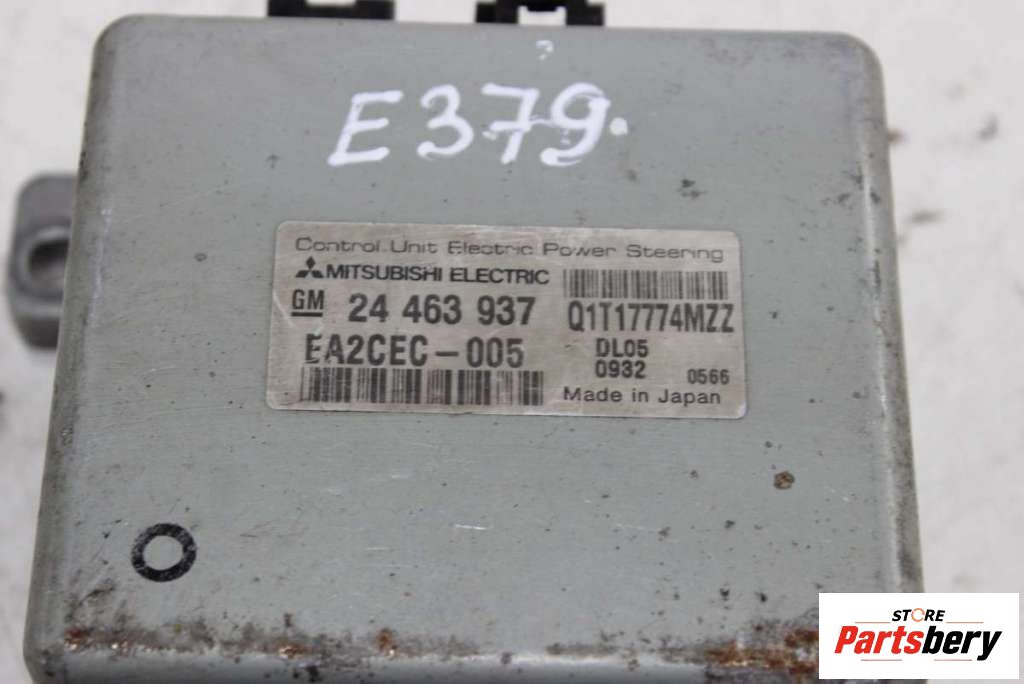 E379.
Control Unit Electric Power Steering
MITSUBISHI ELECTRIC
GM 24 463 937 Q1T17774MZZ
EA2CEC-005 DL05
0932 0566
Made in Japan
STORE
Partsbery